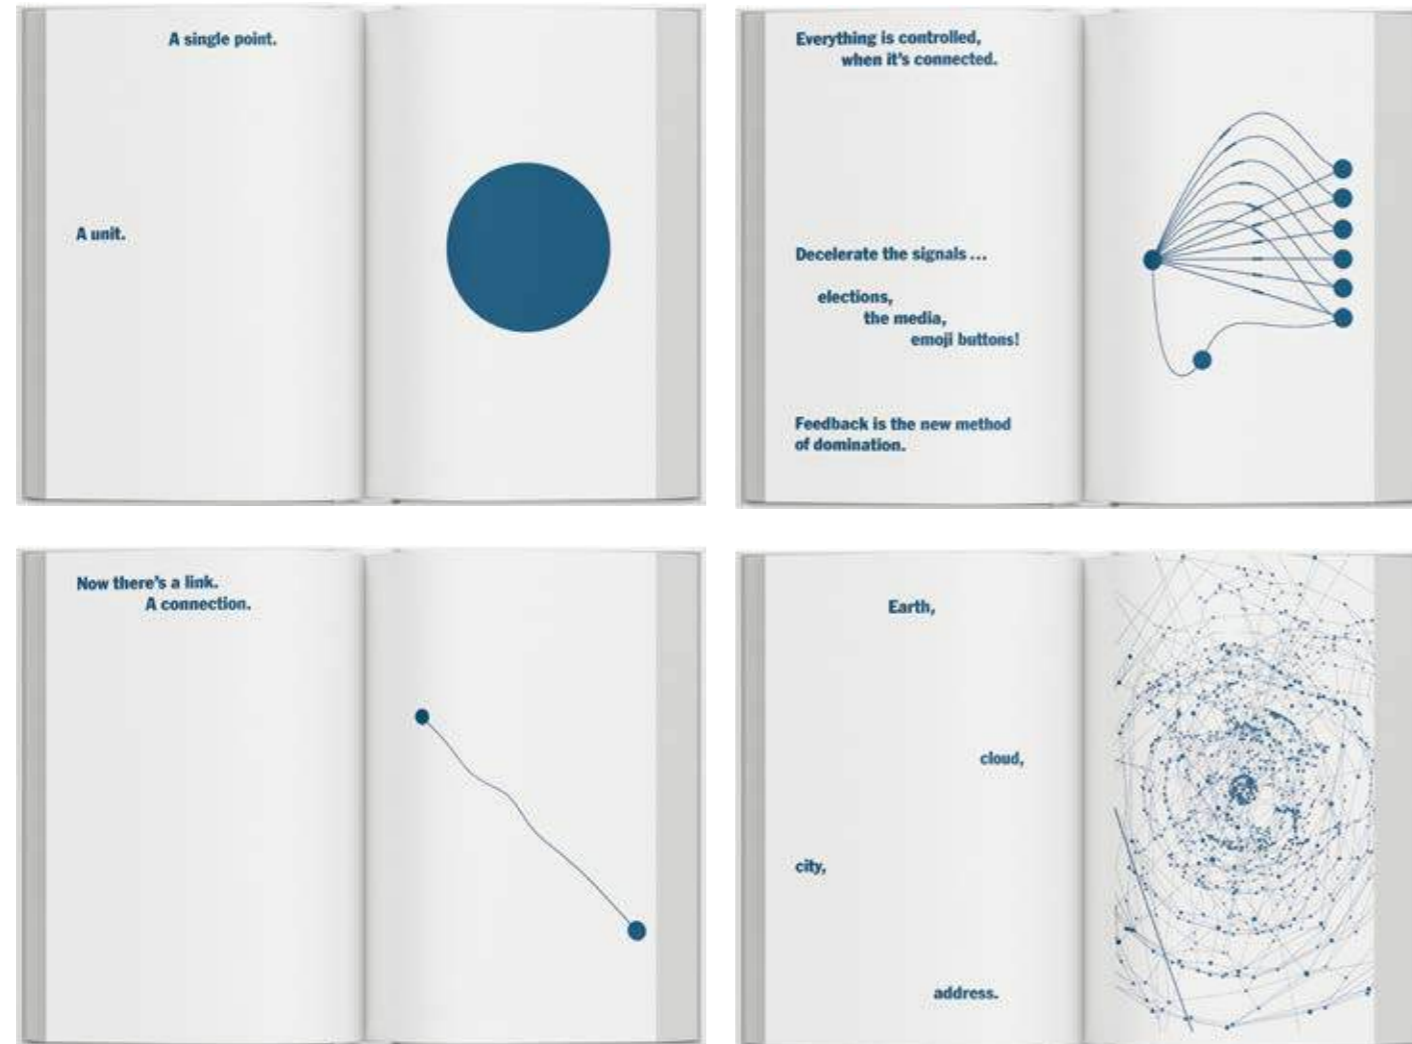 A single point.
A unit.
Everything is controlled,
when it's connected.
Decelerate the signals ...
elections,
the media,
emoji buttons!
Feedback is the new method
of domination.
Now there's a link.
A connection.
Earth,
cloud,
city,
address.